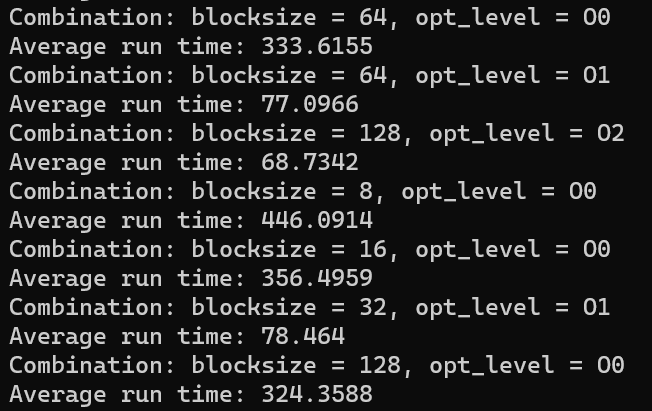 Combination: blocksize = 64, opt_level = O0
Average run time: 333.6155
Combination: blocksize = 64, opt_level = O1
Average run time: 77.0966
Combination: blocksize = 128, opt_level = O2
Average run time: 68.7342
Combination: blocksize = 8, opt_level = O0
Average run time: 446.0914
Combination: blocksize = 16, opt_level = O0
Average run time: 356.4959
Combination: blocksize = 32, opt_level = O1
Average run time: 78.464
Combination: blocksize = 128, opt_level = O0
Average run time: 324.3588